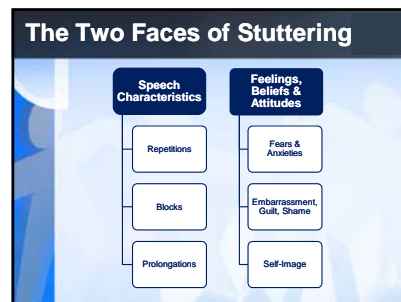 The Two Faces of Stuttering
Speech
Characteristics
Repetitions
Blocks
Prolongations
Feelings,
Beliefs &
Attitudes
Fears &
Anxieties
Embarrassment,
Guilt, Shame
Self-Image